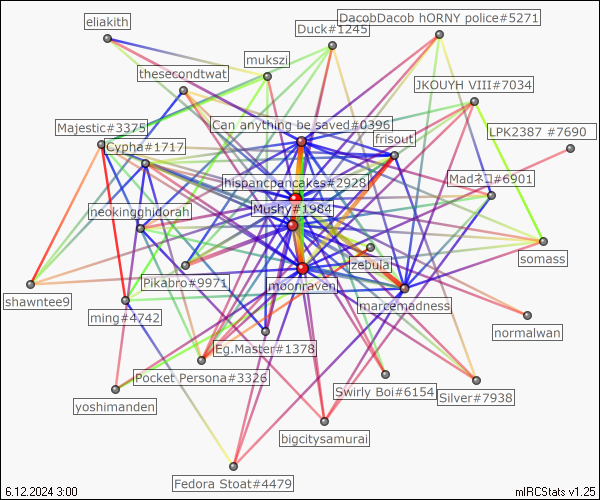 DacobDacob hORNY police#5271
eliakith
Duck#1245
mukszi
thesecondtwat
JKOUYH VIII#7034
Can anything be saved#0396
Majestic#3375
LPK2387 #7690
frisout
Cypha#1717
hispancpancakes#2928
Madネ#6901
Mushy#1984
neokingghidorah
somass
zebula
Pikabro#9971
moonraven
shawntee9
marcemadness
ming#4742
normalwan
Eg.Master#1378
Pocket Persona#3326
Swirly Boi#6154
Silver#7938
yoshimanden
bigcitysamurai
Fedora Stoat#4479
6.12.2024 3:00
mIRCStats v1.25